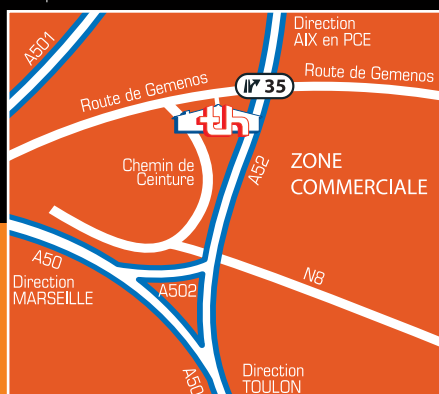 Direction
AIX en PCE
A501
35
Route de Gemenos
Route de Gemenos
tlh
Chemin de
Ceinture
A52
ZONE
COMMERCIALE
A50
Direction
MARSEILLE
A502
N8
A50
Direction
TOULON